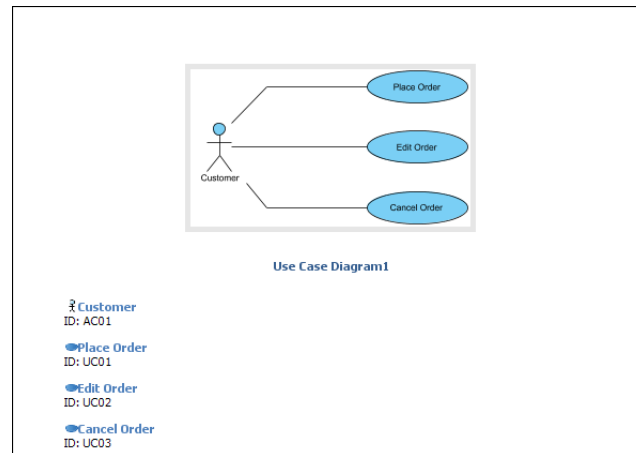 Place Order
Edit Order
Customer
Cancel Order
Use Case Diagram1
Customer
ID: AC01
Place Order
ID: UC01
Edit Order
ID: UC02
Cancel Order
ID: UC03